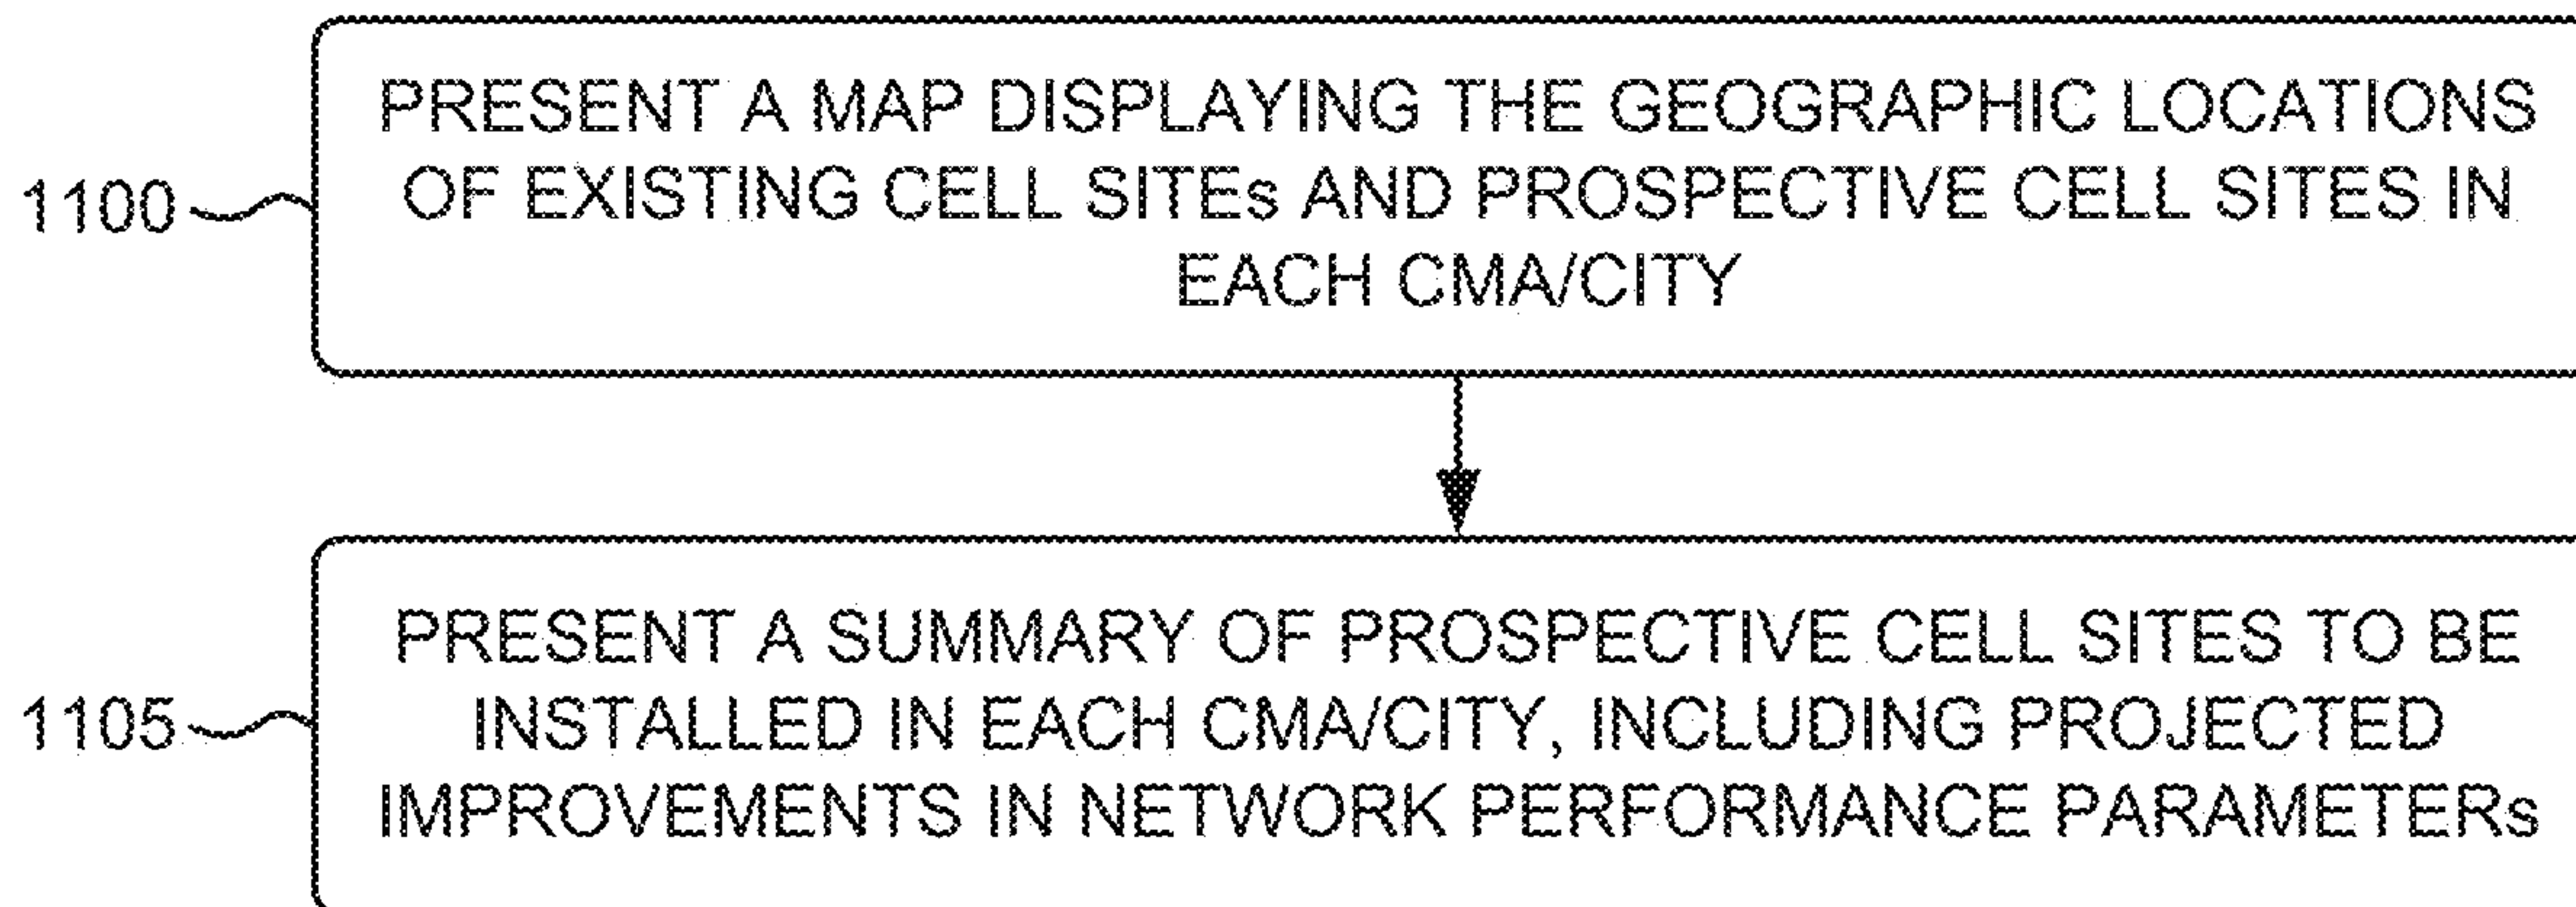 PRESENT A MAP DISPLAYING THE GEOGRAPHIC LOCATIONS
OF EXISTING CELL SITEs AND PROSPECTIVE CELL SITES IN
EACH CMA/CITY
1100
PRESENT A SUMMARY OF PROSPECTIVE CELL SITES TO BE
INSTALLED IN EACH CMA/CITY, INCLUDING PROJECTED
IMPROVEMENTS IN NETWORK PERFORMANCE PARAMETERs
1105